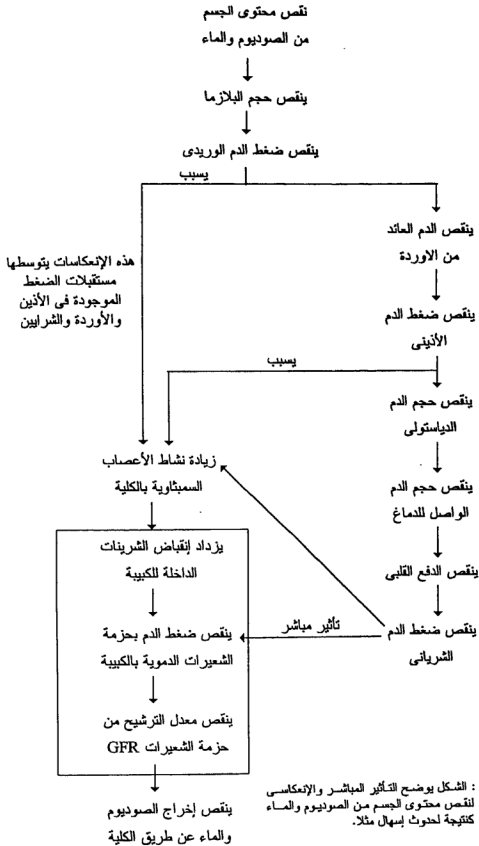 نقص محتوى الجسم
من الصوديوم والماء
ينقص حجم البلازما
ينقص ضغط الدم الوريدى
يسبب
ينقص الدم العائد
من الاوردة
هذه الإنعكاسات يتوسطها
مستقبلات الضغط
الموجودة فى الأذين
والأوردة والشرايين
ينقص ضغط الدم
الأذينى
يسبب
ينقص حجم الدم
الدياستولى
زيادة نشاط الأعصاب
السمبثاوية بالكلية
ينقص حجم الدم
الواصل للدماغ
يزداد إنقباض الشرينات
الداخلة للكبيبة
ينقص الدفع القلبى
ينقص ضغط الدم
الشريانى
تأثير مباشر
ينقص ضغط الدم بحزمة
الشعيرات الدموية بالكبيبة
ينقص معدل الترشيح من
حزمة الشعيرات GFR
ينقص إخراج الصوديوم
والماء عن طريق الكلية
: الشكل يوضح التأثير المباشر والإنعكاسى
لنقص محتوى الجسم من الصوديوم والماء
كنتيجة لحدوث إسهال مثلا.